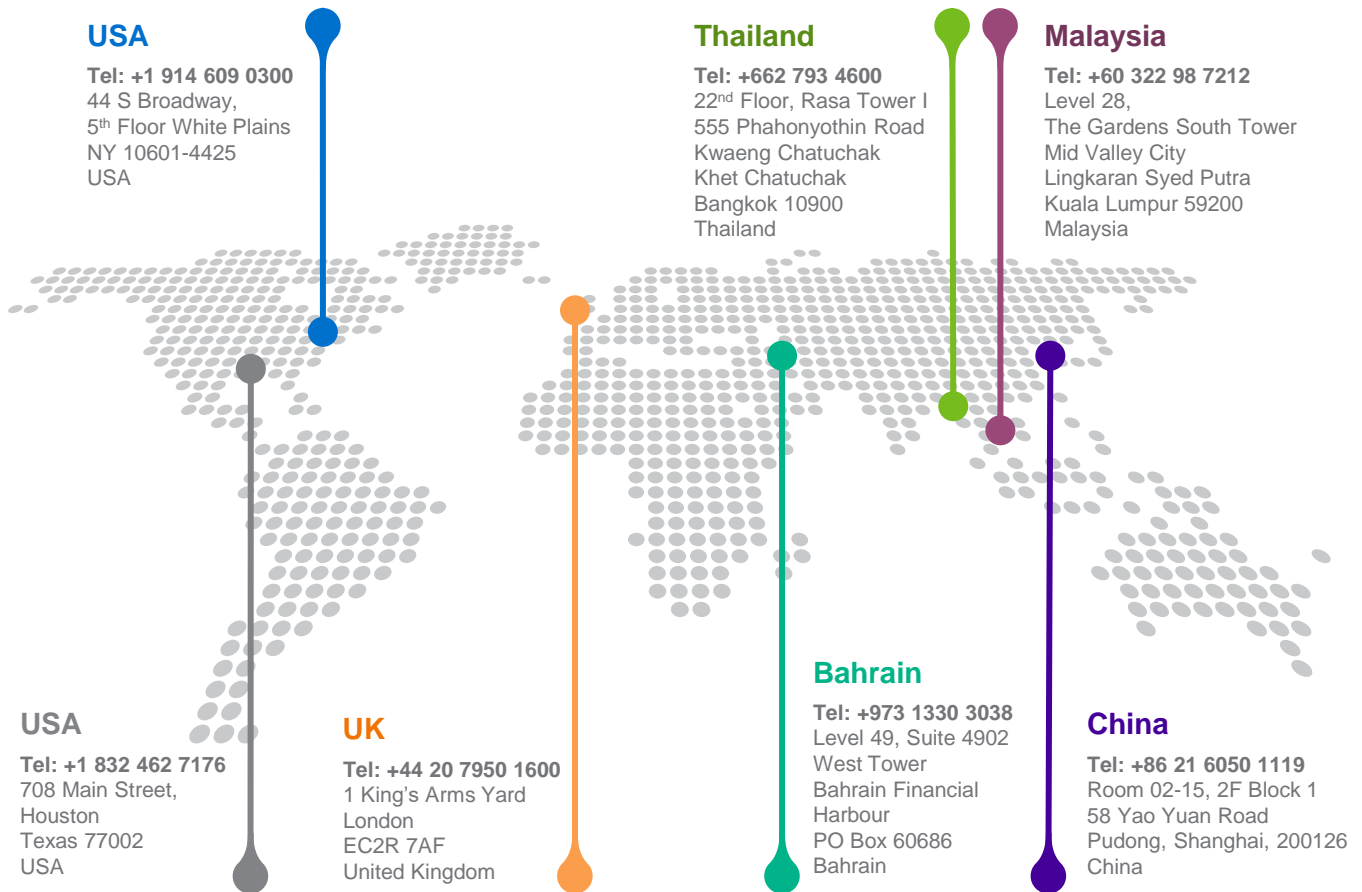 USA
Tel: +1 914 609 0300
44 S Broadway,
5th Floor White Plains
NY 10601-4425
USA
Thailand
Tel: +662 793 4600
22nd Floor, Rasa Tower I
555 Phahonyothin Road
Kwaeng Chatuchak
Khet Chatuchak
Bangkok 10900
Thailand
Malaysia
Tel: +60 322 98 7212
Level 28,
The Gardens South Tower
Mid Valley City
Lingkaran Syed Putra
Kuala Lumpur 59200
Malaysia
USA
Tel: +1 832 462 7176
708 Main Street,
Houston
Texas 77002
USA
UK
Tel: +44 20 7950 1600
1 King’s Arms Yard
London
EC2R 7AF
United Kingdom
Bahrain
Tel: +973 1330 3038
Level 49, Suite 4902
West Tower
Bahrain Financial
Harbour
PO Box 60686
Bahrain
China
Tel: +86 21 6050 1119
Room 02-15, 2F Block 1
58 Yao Yuan Road
Pudong, Shanghai, 200126
China